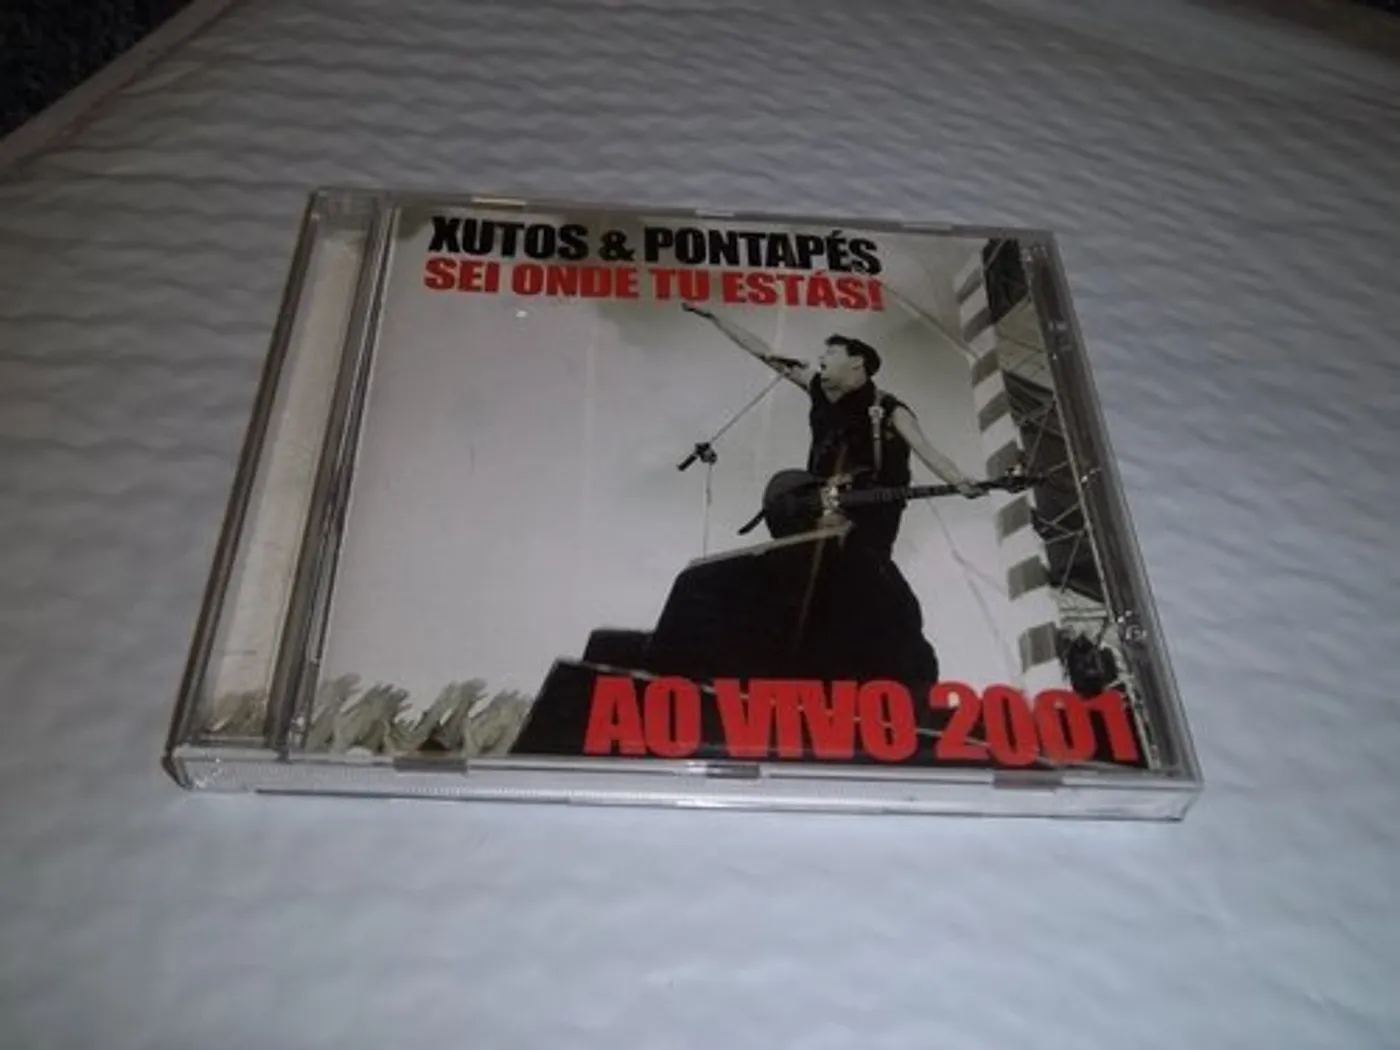 XUTOS & PONTAPÉS
SEI ONDE TU ESTÁS!
AO VIVO 2001